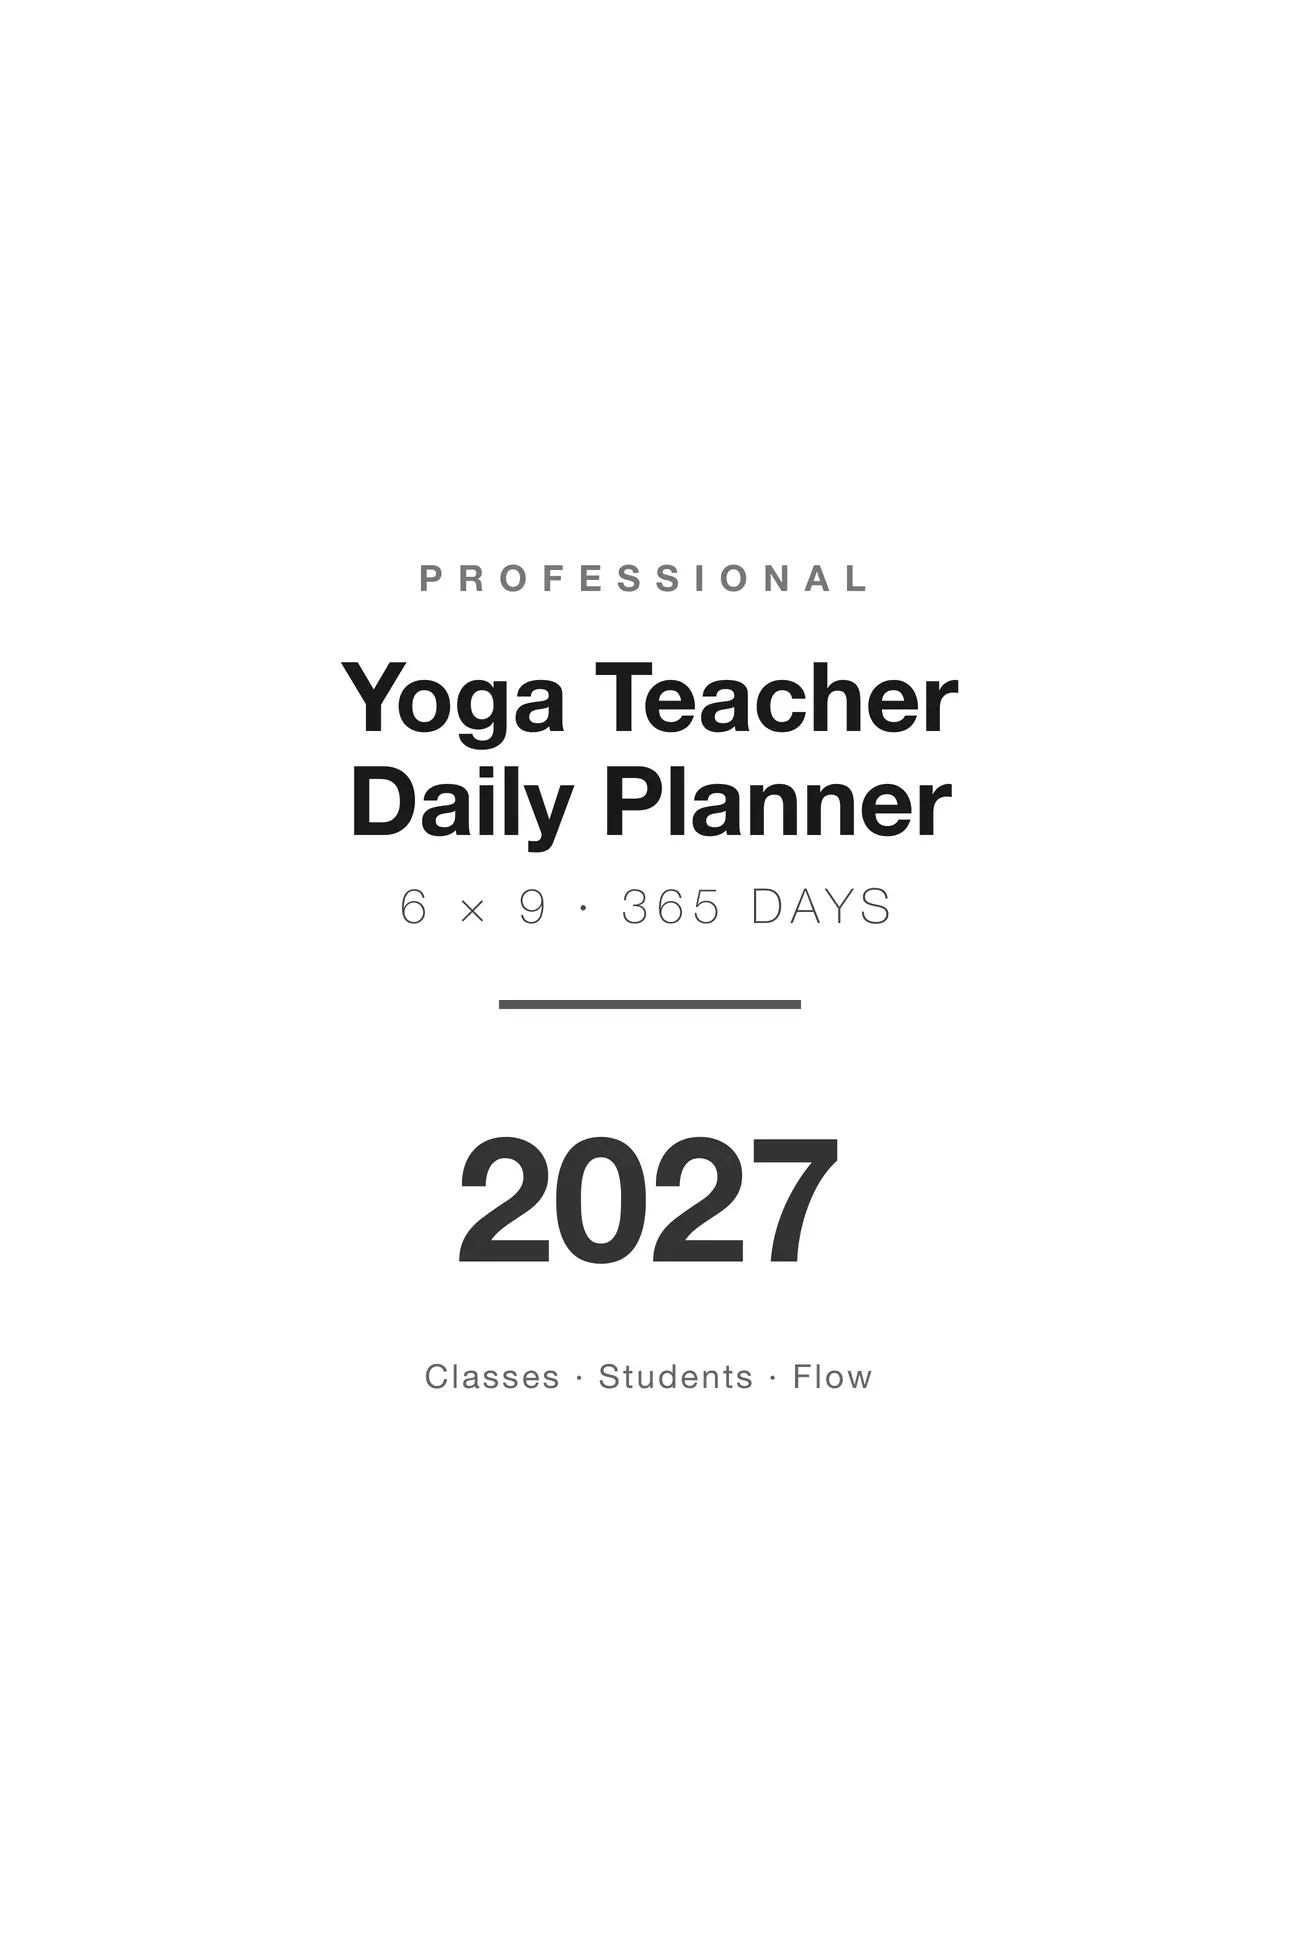 PROFESSIONAL
Yoga Teacher
Daily Planner
6 × 9 · 365 DAYS
2027
Classes · Students · Flow